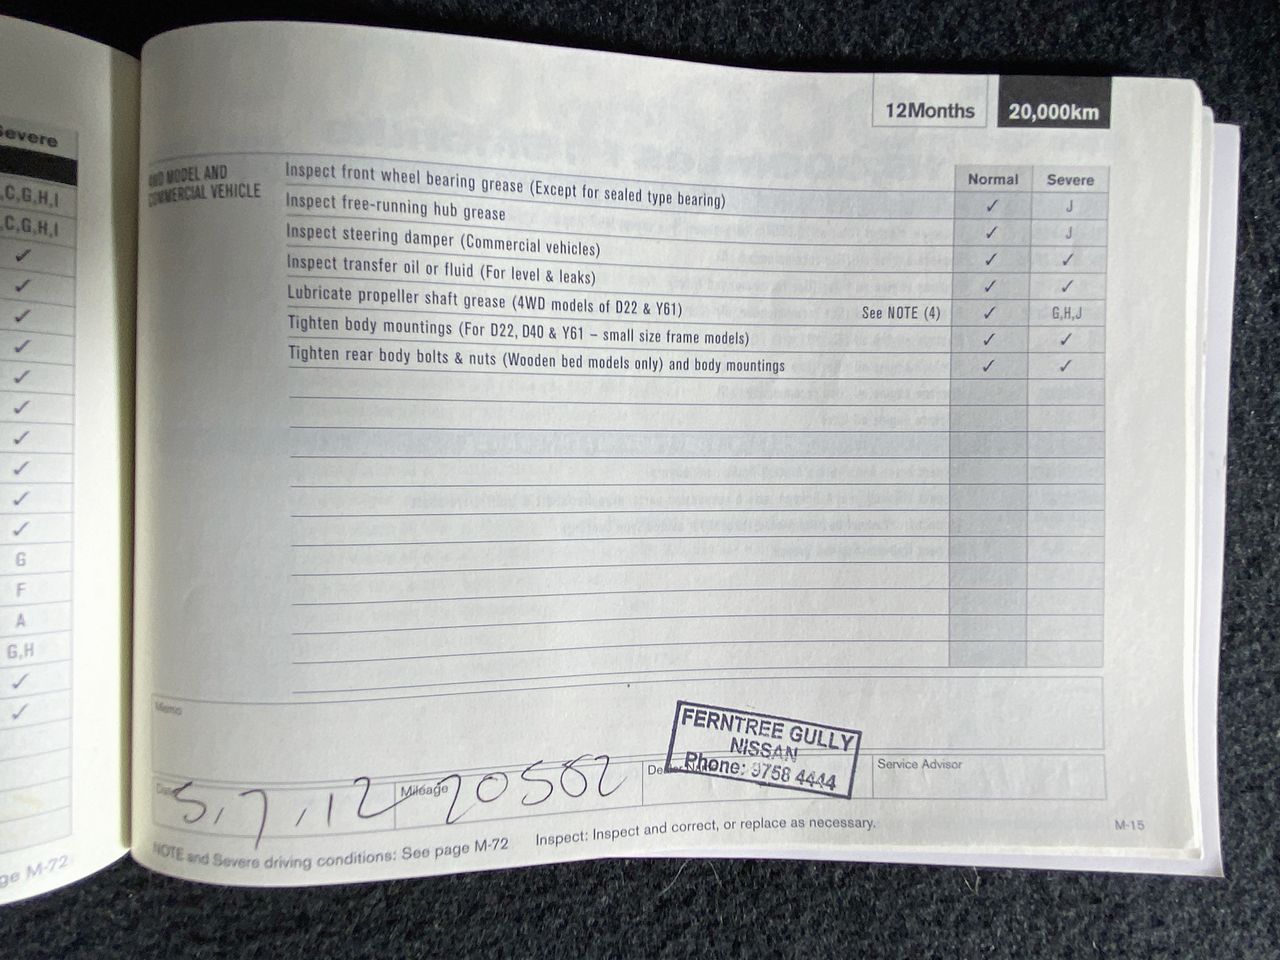 Severe
C,G,H,I
C,G,H,I
✓
✓
✓
✓
✓
✓
✓
✓
✓
✓
G
F
A
G,H
✓
✓
ge M-72
12Months 20,000km
4WD MODEL AND
COMMERCIAL VEHICLE
Normal Severe
Inspect front wheel bearing grease (Except for sealed type bearing) ✓ J
Inspect free-running hub grease ✓ J
Inspect steering damper (Commercial vehicles) ✓ ✓
Inspect transfer oil or fluid (For level & leaks) ✓ ✓
Lubricate propeller shaft grease (4WD models of D22 & Y61) See NOTE (4) ✓ G,H,J
Tighten body mountings (For D22, D40 & Y61 – small size frame models) ✓ ✓
Tighten rear body bolts & nuts (Wooden bed models only) and body mountings ✓ ✓
Memo
FERNTREE GULLY
NISSAN
Phone: 9758 4444
Date 5,7,12 Mileage 20582 Service Advisor
NOTE and Severe driving conditions: See page M-72 Inspect: Inspect and correct, or replace as necessary. M-15